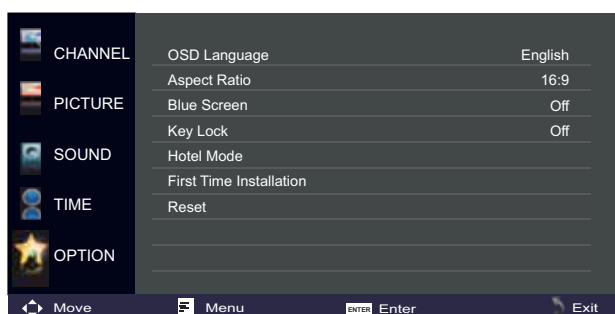 CHANNEL
PICTURE
SOUND
TIME
OPTION
OSD Language English
Aspect Ratio 16:9
Blue Screen Off
Key Lock Off
Hotel Mode
First Time Installation
Reset
Move Menu ENTER Enter Exit